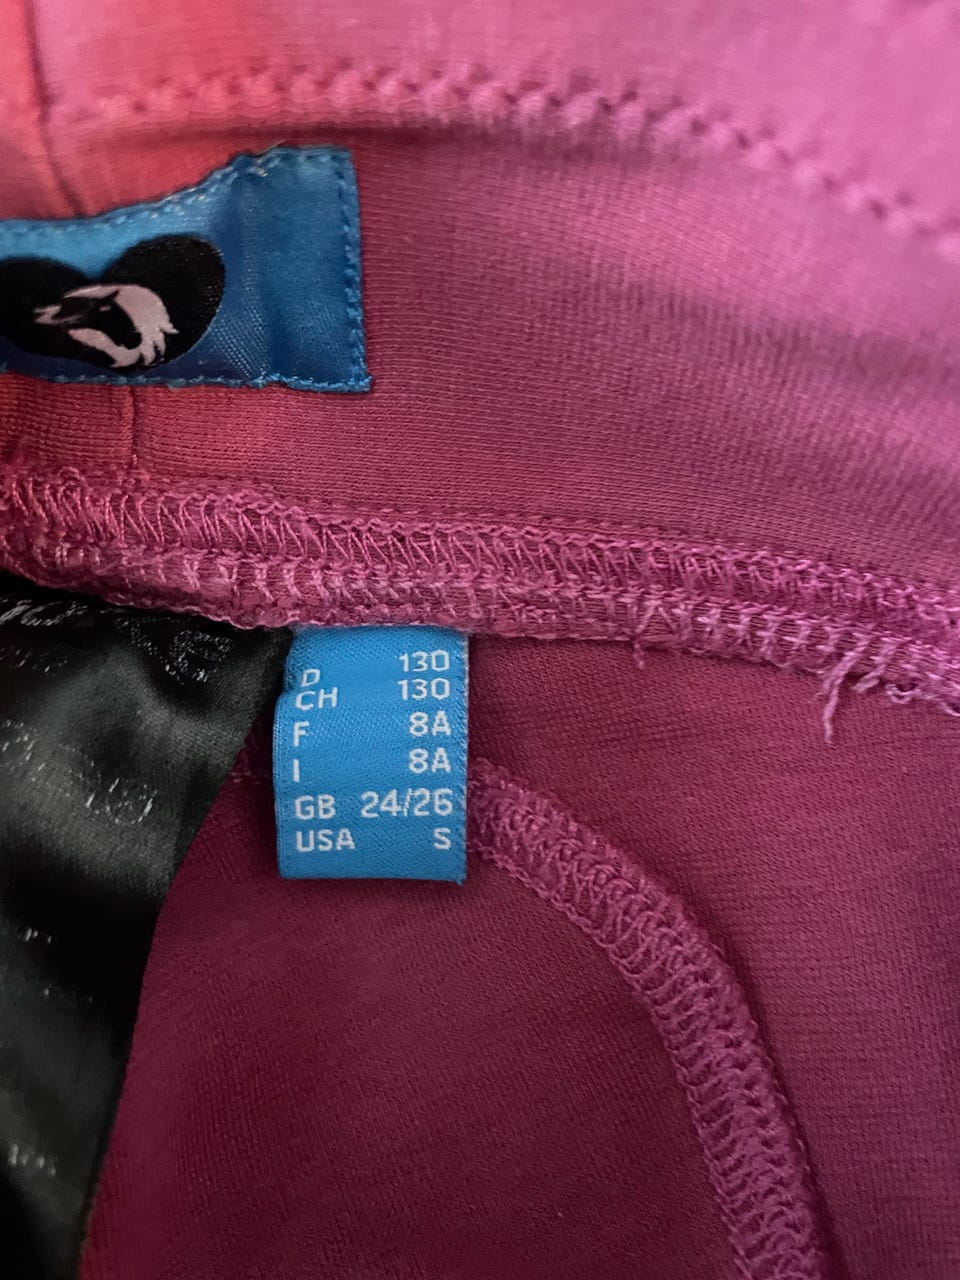 D 130
CH 130
F 8A
I 8A
GB 24/26
USA S